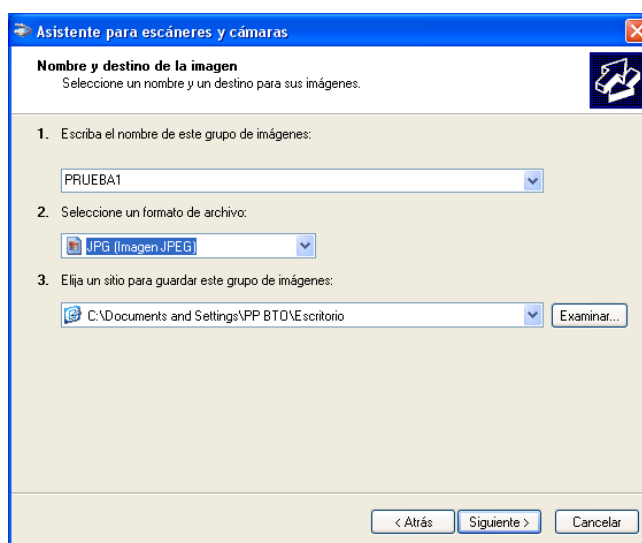 Asistente para escáneres y cámaras
Nombre y destino de la imagen
Seleccione un nombre y un destino para sus imágenes.
1. Escriba el nombre de este grupo de imágenes:
PRUEBA1
2. Seleccione un formato de archivo:
JPG (Imagen JPEG)
3. Elija un sitio para guardar este grupo de imágenes:
C:\Documents and Settings\PP BTO\Escritorio
Examinar...
< Atrás
Siguiente >
Cancelar